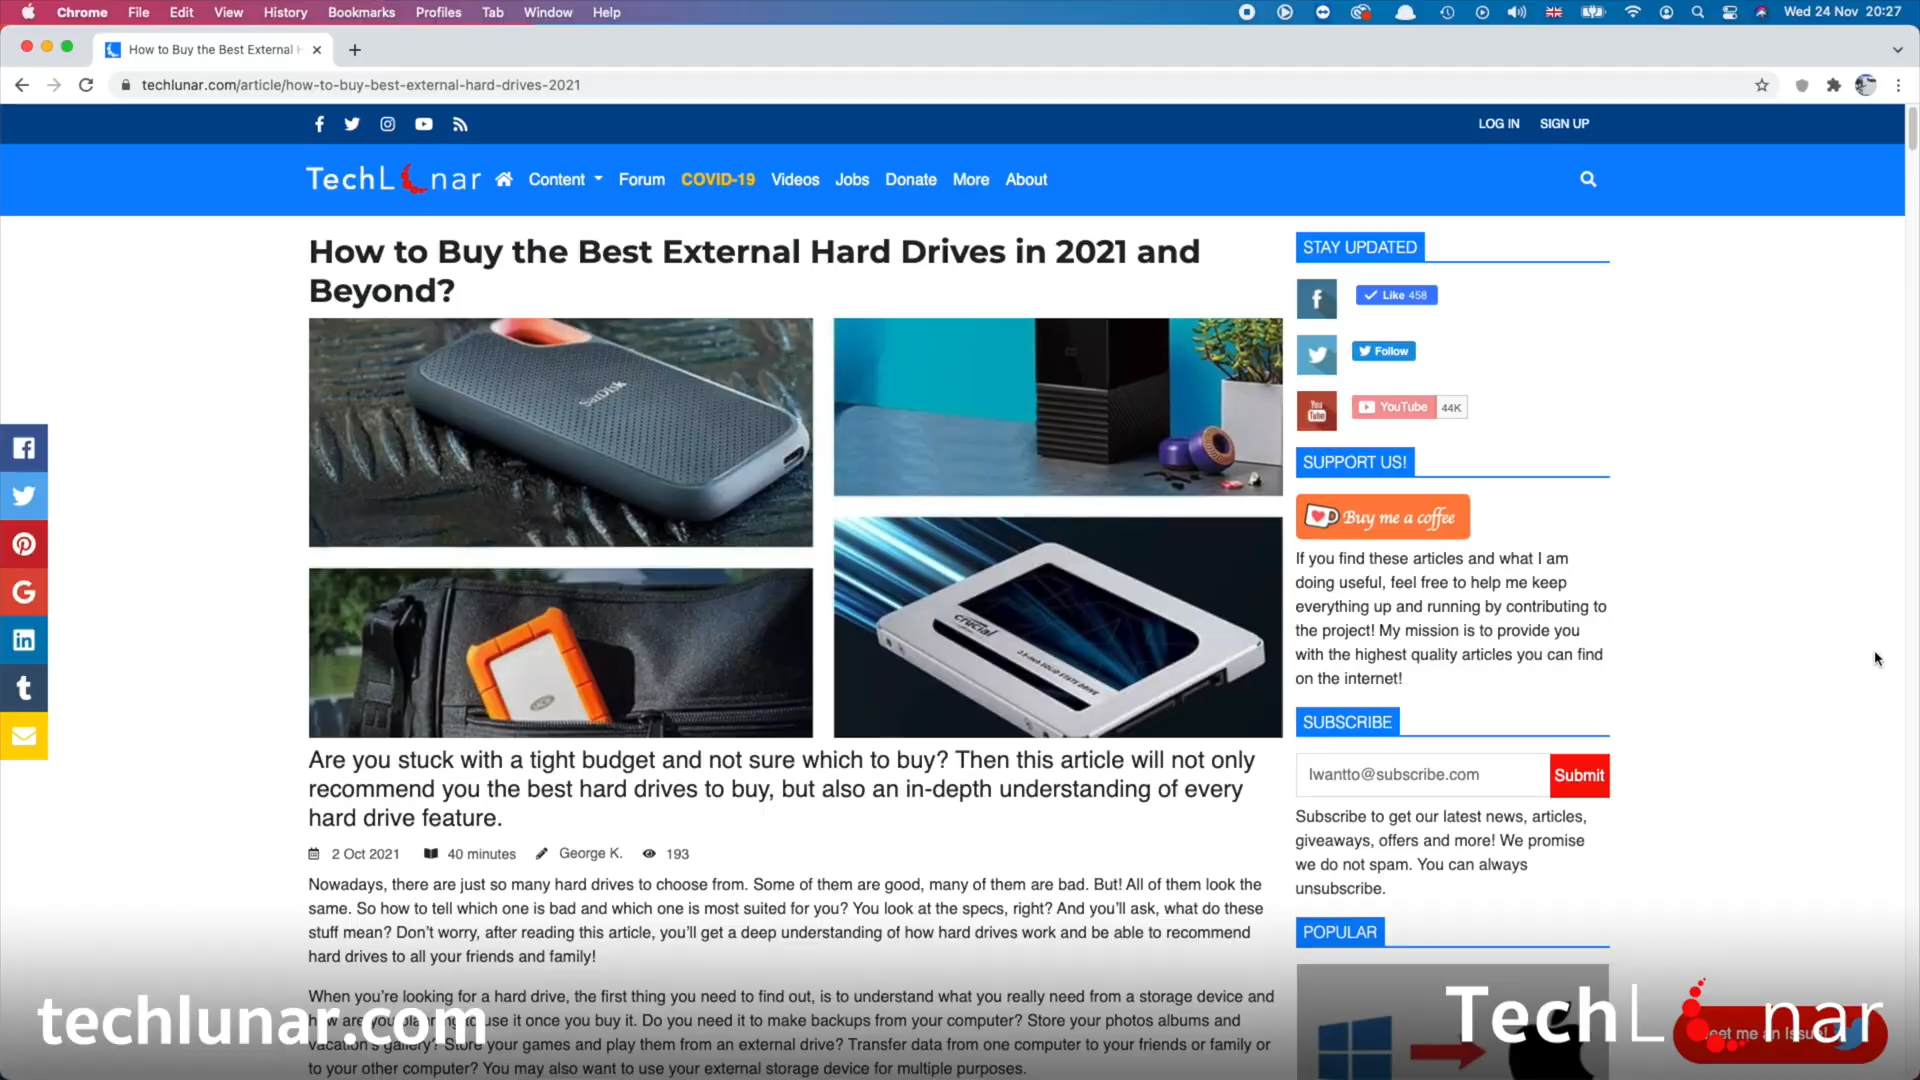 Chrome File Edit View History Bookmarks Profiles Tab Window Help Wed 24 Nov 20:27
How to Buy the Best External H
techlunar.com/article/how-to-buy-best-external-hard-drives-2021
LOG IN SIGN UP
TechL nar Content Forum COVID-19 Videos Jobs Donate More About
How to Buy the Best External Hard Drives in 2021 and
Beyond?
SanDisk
crucial
2.5-inch SOLID STATE DRIVE
Are you stuck with a tight budget and not sure which to buy? Then this article will not only
recommend you the best hard drives to buy, but also an in-depth understanding of every
hard drive feature.
2 Oct 2021 40 minutes George K. 193
Nowadays, there are just so many hard drives to choose from. Some of them are good, many of them are bad. But! All of them look the
same. So how to tell which one is bad and which one is most suited for you? You look at the specs, right? And you'll ask, what do these
stuff mean? Don't worry, after reading this article, you'll get a deep understanding of how hard drives work and be able to recommend
hard drives to all your friends and family!
When you're looking for a hard drive, the first thing you need to find out, is to understand what you really need from a storage device and
how are you planning to use it once you buy it. Do you need it to make backups from your computer? Store your photos albums and
vacation's gallery? Store your games and play them from an external drive? Transfer data from one computer to your friends or family or
to your other computer? You may also want to use your external storage device for multiple purposes.
STAY UPDATED
Like 458
Follow
You Tube YouTube 44K
SUPPORT US!
Buy me a coffee
If you find these articles and what I am
doing useful, feel free to help me keep
everything up and running by contributing to
the project! My mission is to provide you
with the highest quality articles you can find
on the internet!
SUBSCRIBE
Iwantto@subscribe.com Submit
Subscribe to get our latest news, articles,
giveaways, offers and more! We promise
we do not spam. You can always
unsubscribe.
POPULAR
techlunar.com
TechL nar
me an Issue!